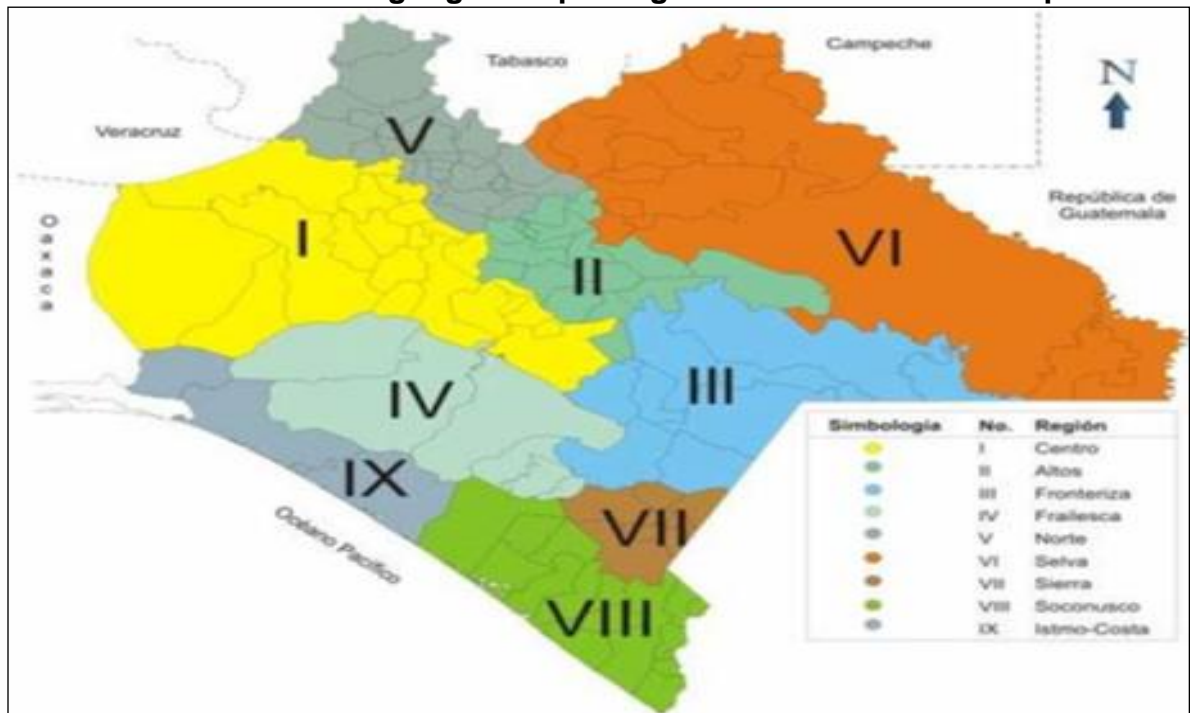 Campeche
Tabasco
N
Veracruz
V
República de
Guatemala
Oaxaca
I
VI
II
III
IV
Simbología No. Región
I Centro
II Altos
III Fronteriza
IV Frailesca
V Norte
VI Selva
VII Sierra
VIII Soconusco
IX Istmo-Costa
IX
VII
Océano Pacífico
VIII